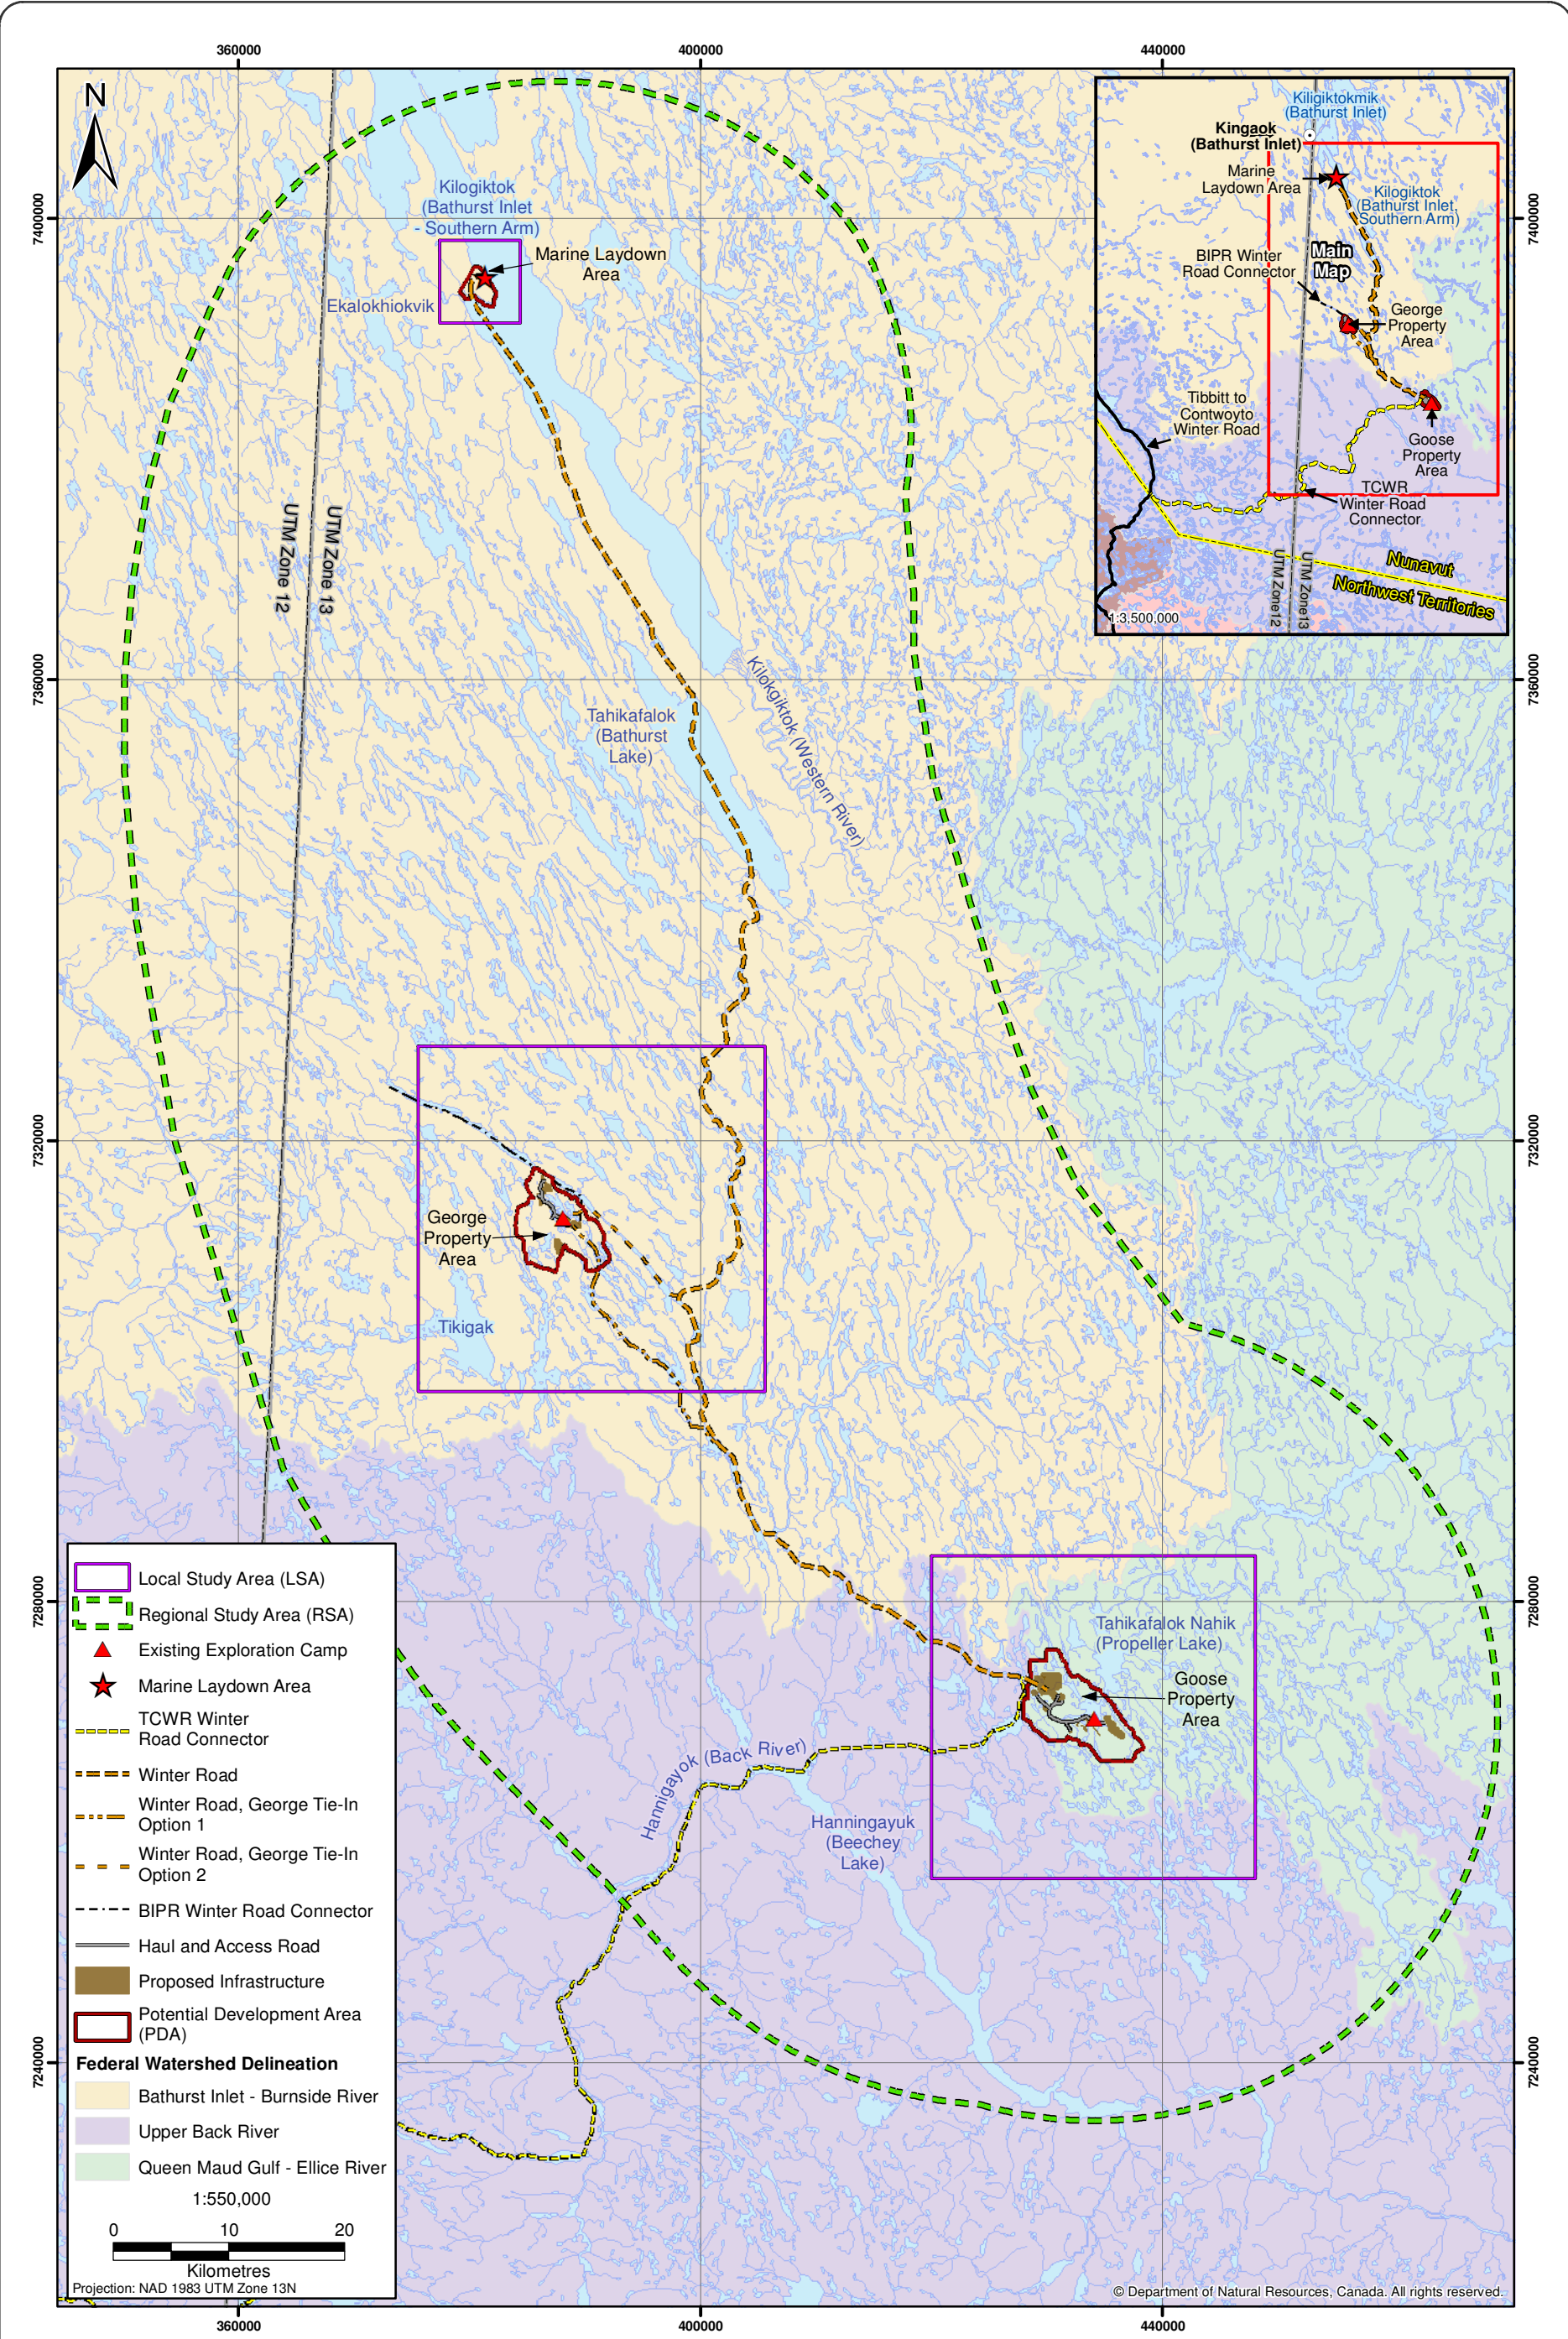 360000
400000
440000
N
Kilogiktok
(Bathurst Inlet
- Southern Arm)
Marine Laydown
Area
Ekalokhiokvik
UTM Zone 12
UTM Zone 13
Kiligiktokmik
(Bathurst Inlet)
Kingaok
(Bathurst Inlet)
Marine
Laydown Area
Kilogiktok
(Bathurst Inlet,
Southern Arm)
BIPR Winter
Road Connector
Main
Map
George
Property
Area
Tibbitt to
Contwoyto
Winter Road
Goose
Property
Area
TCWR
Winter Road
Connector
Nunavut
Northwest Territories
UTM Zone12
UTM Zone13
1:3,500,000
7400000
7400000
7360000
7360000
Tahikafalok
(Bathurst
Lake)
Kilokgiktok (Western River)
7320000
7320000
George
Property
Area
Tikigak
7280000
7280000
Tahikafalok Nahik
(Propeller Lake)
Goose
Property
Area
Hannigayok (Back River)
Hanningayuk
(Beechey
Lake)
7240000
7240000
Local Study Area (LSA)
Regional Study Area (RSA)
Existing Exploration Camp
Marine Laydown Area
TCWR Winter
Road Connector
Winter Road
Winter Road, George Tie-In
Option 1
Winter Road, George Tie-In
Option 2
BIPR Winter Road Connector
Haul and Access Road
Proposed Infrastructure
Potential Development Area
(PDA)
Federal Watershed Delineation
Bathurst Inlet - Burnside River
Upper Back River
Queen Maud Gulf - Ellice River
1:550,000
0 10 20
Kilometres
Projection: NAD 1983 UTM Zone 13N
© Department of Natural Resources, Canada. All rights reserved.
360000
400000
440000